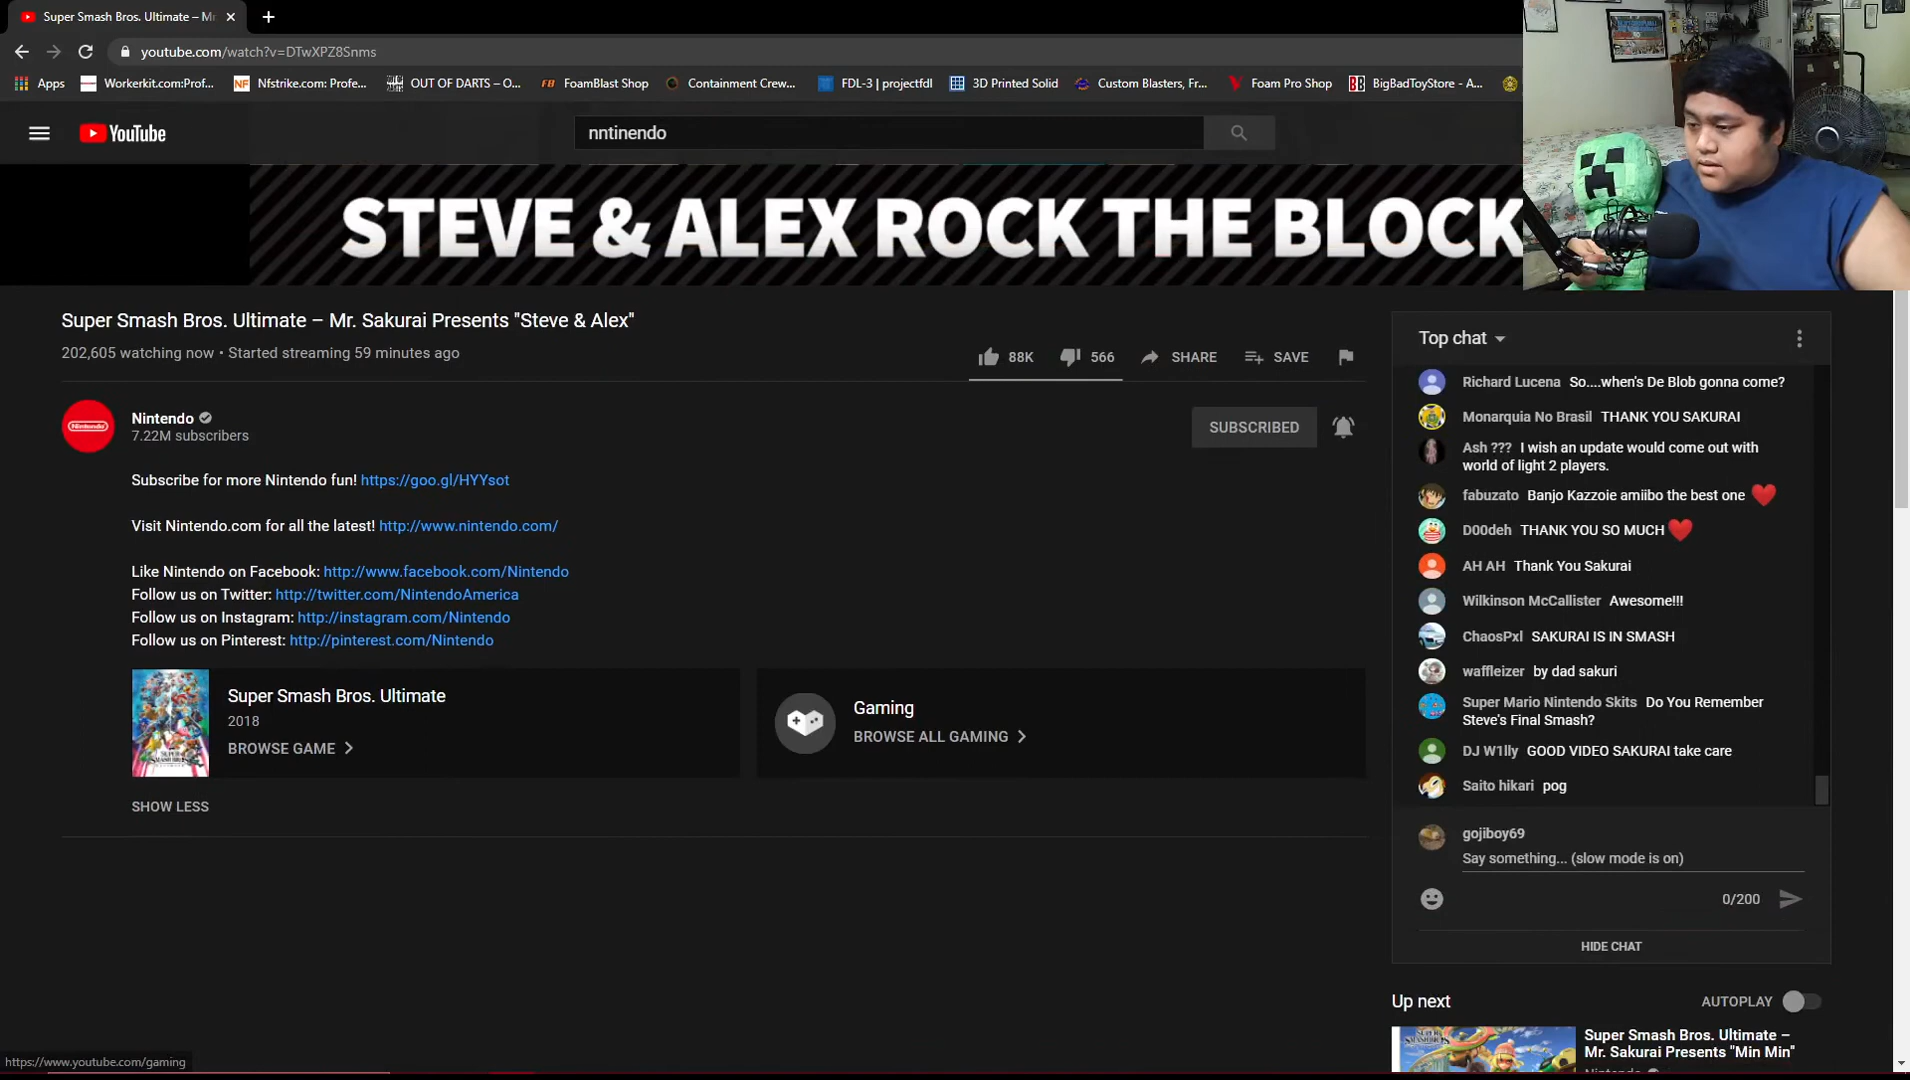 Super Smash Bros. Ultimate – Mr
youtube.com/watch?v=DTwXPZ8Snms
Apps Workerkit.com:Prof... Nfstrike.com: Profe... OUT OF DARTS – O... FoamBlast Shop Containment Crew... FDL-3 | projectfdl 3D Printed Solid Custom Blasters, Fr... Foam Pro Shop BigBadToyStore - A...
YouTube
nntinendo
STEVE & ALEX ROCK THE BLOCK
Super Smash Bros. Ultimate – Mr. Sakurai Presents "Steve & Alex"
202,605 watching now • Started streaming 59 minutes ago
88K 566 SHARE SAVE
Nintendo
7.22M subscribers
SUBSCRIBED
Subscribe for more Nintendo fun! https://goo.gl/HYYsot
Visit Nintendo.com for all the latest! http://www.nintendo.com/
Like Nintendo on Facebook: http://www.facebook.com/Nintendo
Follow us on Twitter: http://twitter.com/NintendoAmerica
Follow us on Instagram: http://instagram.com/Nintendo
Follow us on Pinterest: http://pinterest.com/Nintendo
Super Smash Bros. Ultimate
2018
BROWSE GAME
Gaming
BROWSE ALL GAMING
SHOW LESS
Top chat
Richard Lucena So....when's De Blob gonna come?
Monarquia No Brasil THANK YOU SAKURAI
Ash ??? I wish an update would come out with
world of light 2 players.
fabuzato Banjo Kazzoie amiibo the best one
D00deh THANK YOU SO MUCH
AH AH Thank You Sakurai
Wilkinson McCallister Awesome!!!
ChaosPxl SAKURAI IS IN SMASH
waffleizer by dad sakuri
Super Mario Nintendo Skits Do You Remember
Steve's Final Smash?
DJ W1lly GOOD VIDEO SAKURAI take care
Saito hikari pog
gojiboy69
Say something... (slow mode is on)
0/200
HIDE CHAT
Up next
AUTOPLAY
Super Smash Bros. Ultimate –
Mr. Sakurai Presents "Min Min"
https://www.youtube.com/gaming